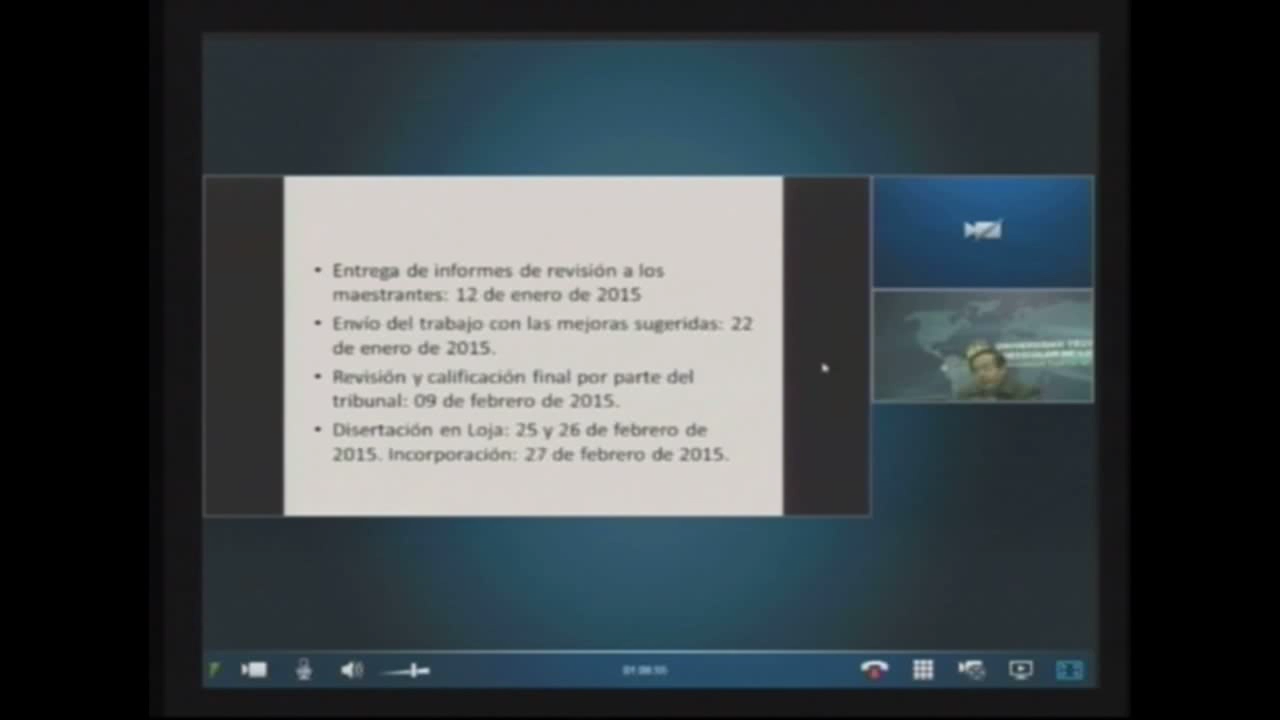 • Entrega de informes de revisión a los
maestrantes: 12 de enero de 2015
• Envío del trabajo con las mejoras sugeridas: 22
de enero de 2015.
• Revisión y calificación final por parte del
tribunal: 09 de febrero de 2015.
• Disertación en Loja: 25 y 26 de febrero de
2015. Incorporación: 27 de febrero de 2015.
UNIVERSIDAD